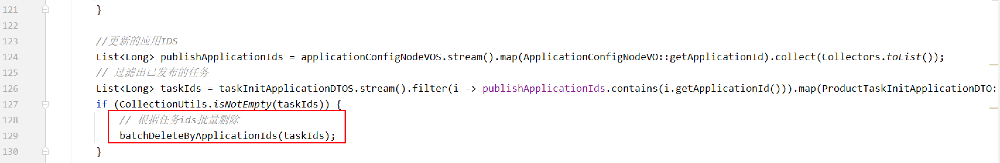 121 }
122
123 //更新的应用IDS
124 List<Long> publishApplicationIds = applicationConfigNodeVOS.stream().map(ApplicationConfigNodeVO::getApplicationId).collect(Collectors.toList());
125 // 过滤出已发布的任务
126 List<Long> taskIds = taskInitApplicationDTOS.stream().filter(i -> publishApplicationIds.contains(i.getApplicationId())).map(ProductTaskInitApplicationDTO:
127 if (CollectionUtils.isNotEmpty(taskIds)) {
128 // 根据任务ids批量删除
129 batchDeleteByApplicationIds(taskIds);
130 }